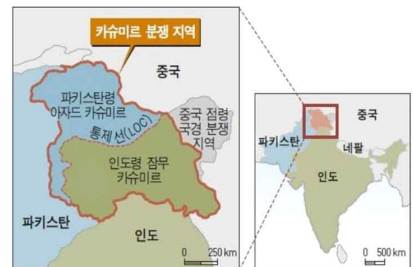 카슈미르 분쟁 지역
중국
파키스탄령
아자드 카슈미르
통제선(LOC)
중국 점령
국경 분쟁
지역
인도령 잠무
카슈미르
파키스탄
인도
0 250 km
중국
파키스탄
네팔
인도
0 500 km